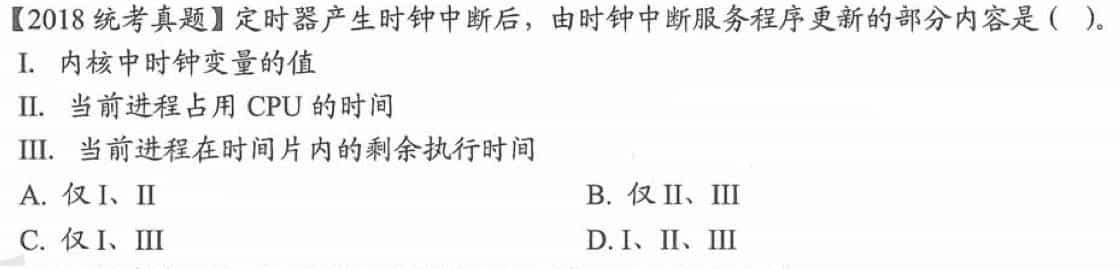 【2018 统考真题】定时器产生时钟中断后，由时钟中断服务程序更新的部分内容是（ ）。
I. 内核中时钟变量的值
II. 当前进程占用 CPU 的时间
III. 当前进程在时间片内的剩余执行时间
A. 仅 I、II B. 仅 II、III
C. 仅 I、III D. I、II、III